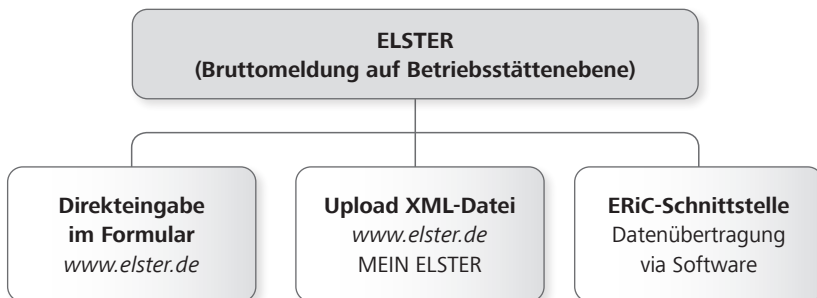 ELSTER
(Bruttomeldung auf Betriebsstättenebene)
Direkteingabe
im Formular
www.elster.de
Upload XML-Datei
www.elster.de
MEIN ELSTER
ERiC-Schnittstelle
Datenübertragung
via Software